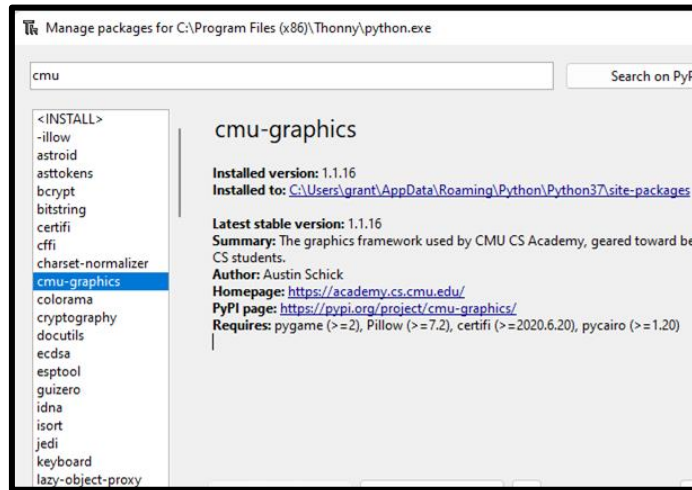 Manage packages for C:\Program Files (x86)\Thonny\python.exe
cmu
Search on PyP
<INSTALL>
-illow
astroid
asttokens
bcrypt
bitstring
certifi
cffi
charset-normalizer
cmu-graphics
colorama
cryptography
docutils
ecdsa
esptool
guizero
idna
isort
jedi
keyboard
lazy-object-proxy
cmu-graphics
Installed version: 1.1.16
Installed to: C:\Users\grant\AppData\Roaming\Python\Python37\site-packages
Latest stable version: 1.1.16
Summary: The graphics framework used by CMU CS Academy, geared toward be
CS students.
Author: Austin Schick
Homepage: https://academy.cs.cmu.edu/
PyPI page: https://pypi.org/project/cmu-graphics/
Requires: pygame (>=2), Pillow (>=7.2), certifi (>=2020.6.20), pycairo (>=1.20)